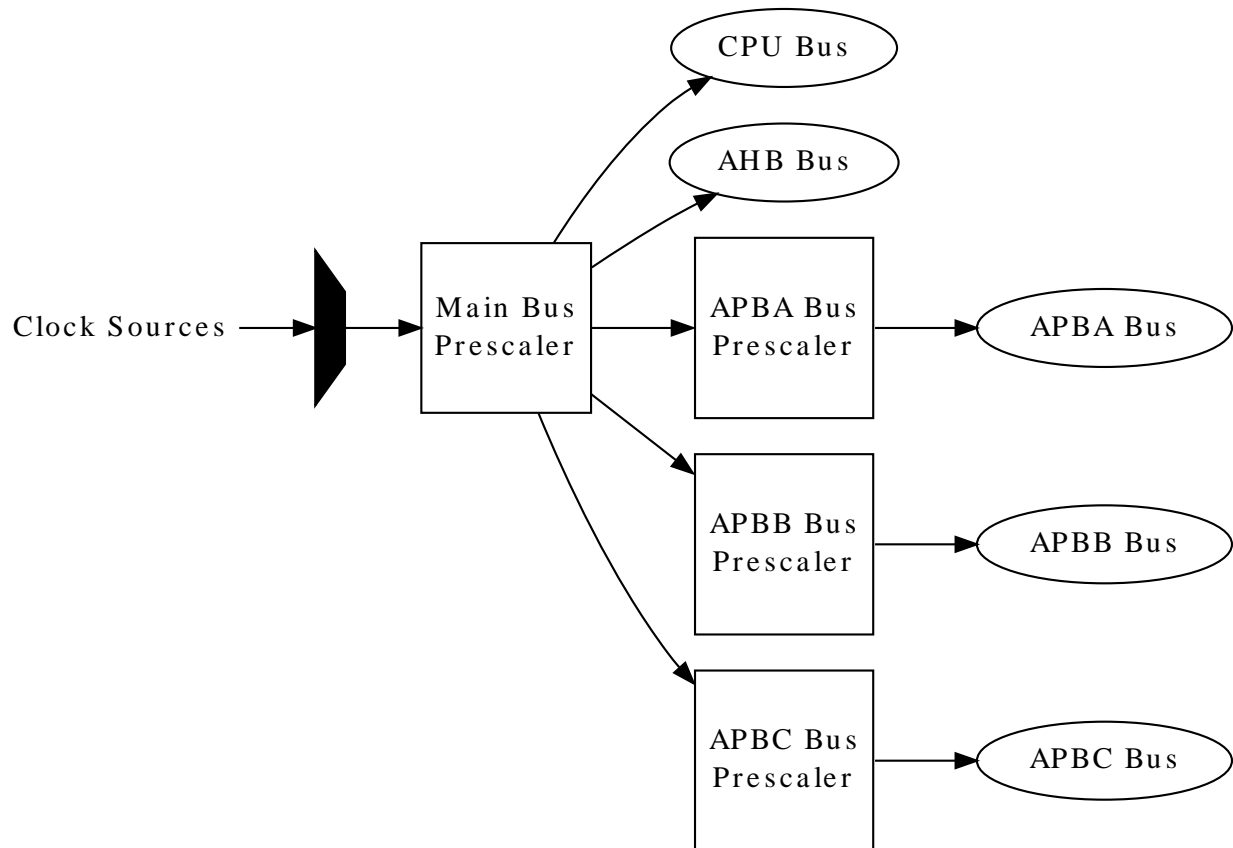 CPU Bus
AHB Bus
Clock Sources
Main Bus
Prescaler
APBA Bus
Prescaler
APBA Bus
APBB Bus
Prescaler
APBB Bus
APBC Bus
Prescaler
APBC Bus